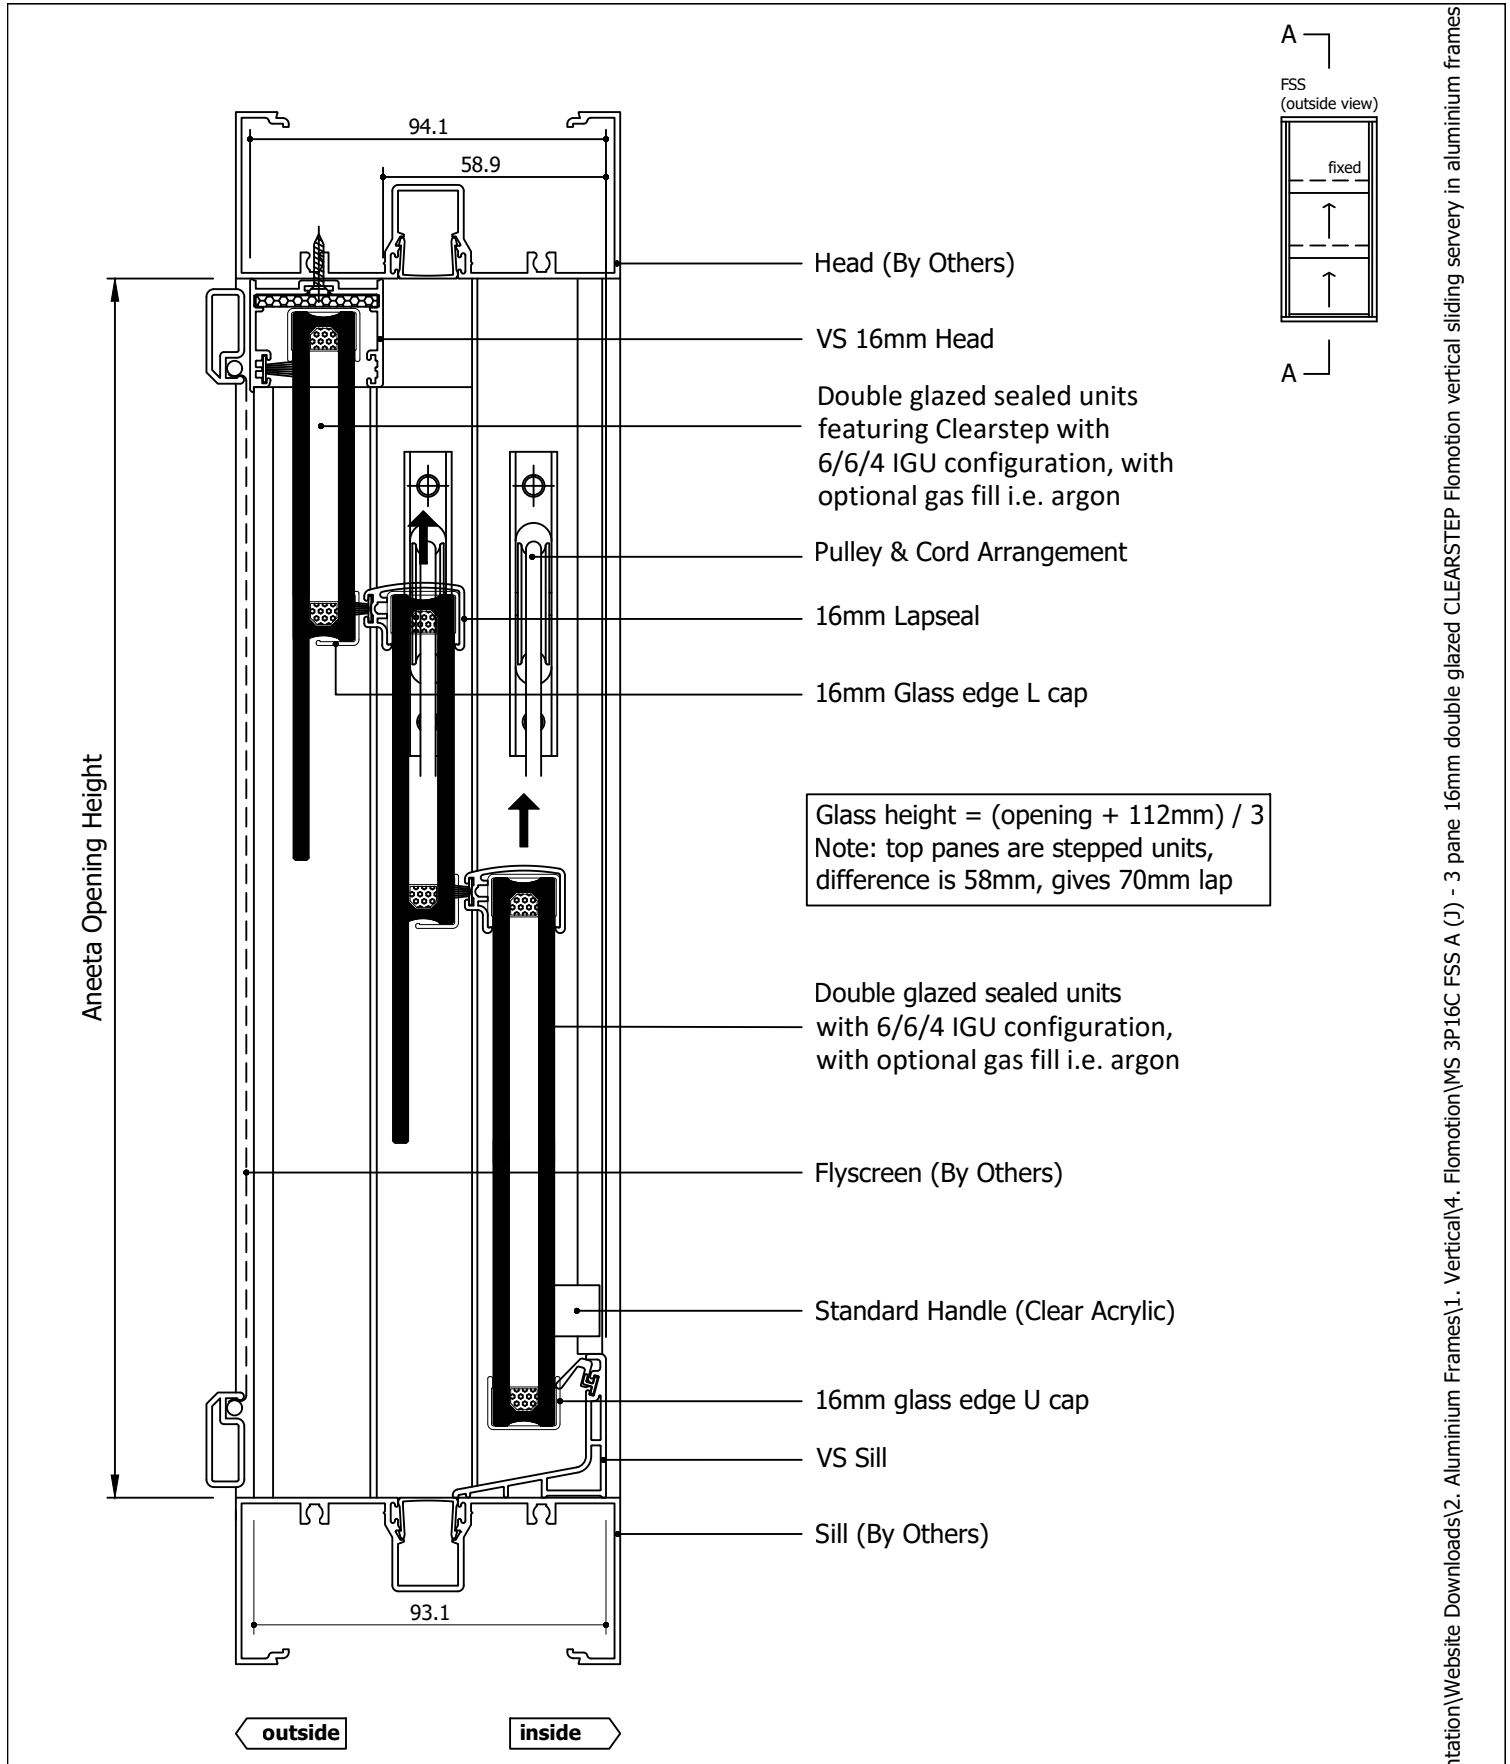 A
FSS
(outside view)
fixed
A
94.1
58.9
Head (By Others)
VS 16mm Head
Double glazed sealed units
featuring Clearstep with
6/6/4 IGU configuration, with
optional gas fill i.e. argon
Pulley & Cord Arrangement
16mm Lapseal
16mm Glass edge L cap
Aneeta Opening Height
Glass height = (opening + 112mm) / 3
Note: top panes are stepped units,
difference is 58mm, gives 70mm lap
Double glazed sealed units
with 6/6/4 IGU configuration,
with optional gas fill i.e. argon
Flyscreen (By Others)
Standard Handle (Clear Acrylic)
16mm glass edge U cap
VS Sill
Sill (By Others)
93.1
outside
inside
ntation\Website Downloads\2. Aluminium Frames\1. Vertical\4. Flomotion\MS 3P16C FSS A (J) - 3 pane 16mm double glazed CLEARSTEP Flomotion vertical sliding servery in aluminium frames